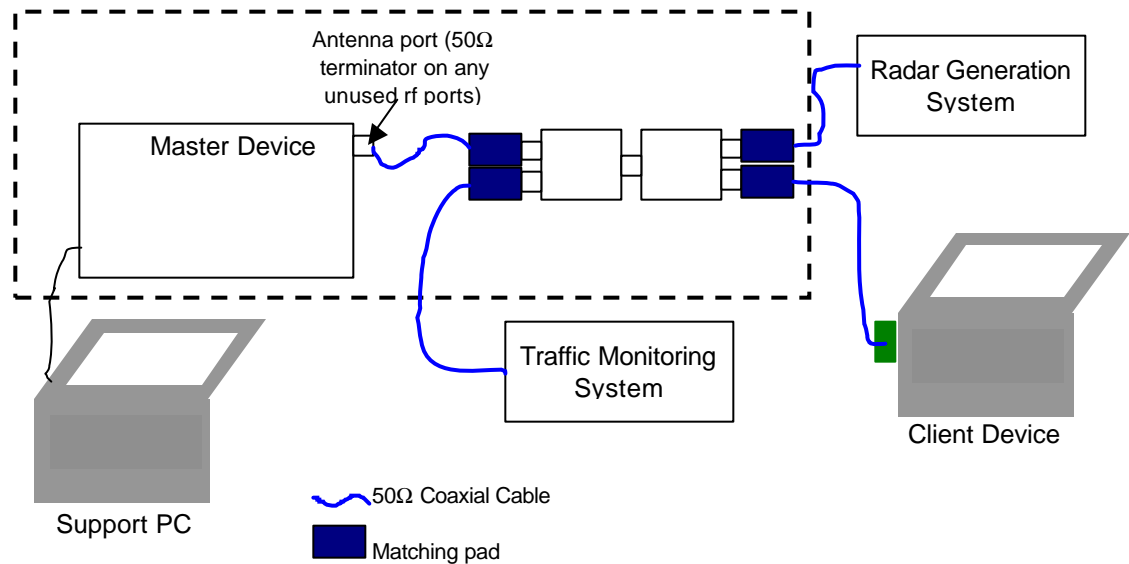 Antenna port (50Ω
terminator on any
unused rf ports)
Radar Generation
System
Master Device
Traffic Monitoring
System
Client Device
Support PC
50Ω Coaxial Cable
Matching pad